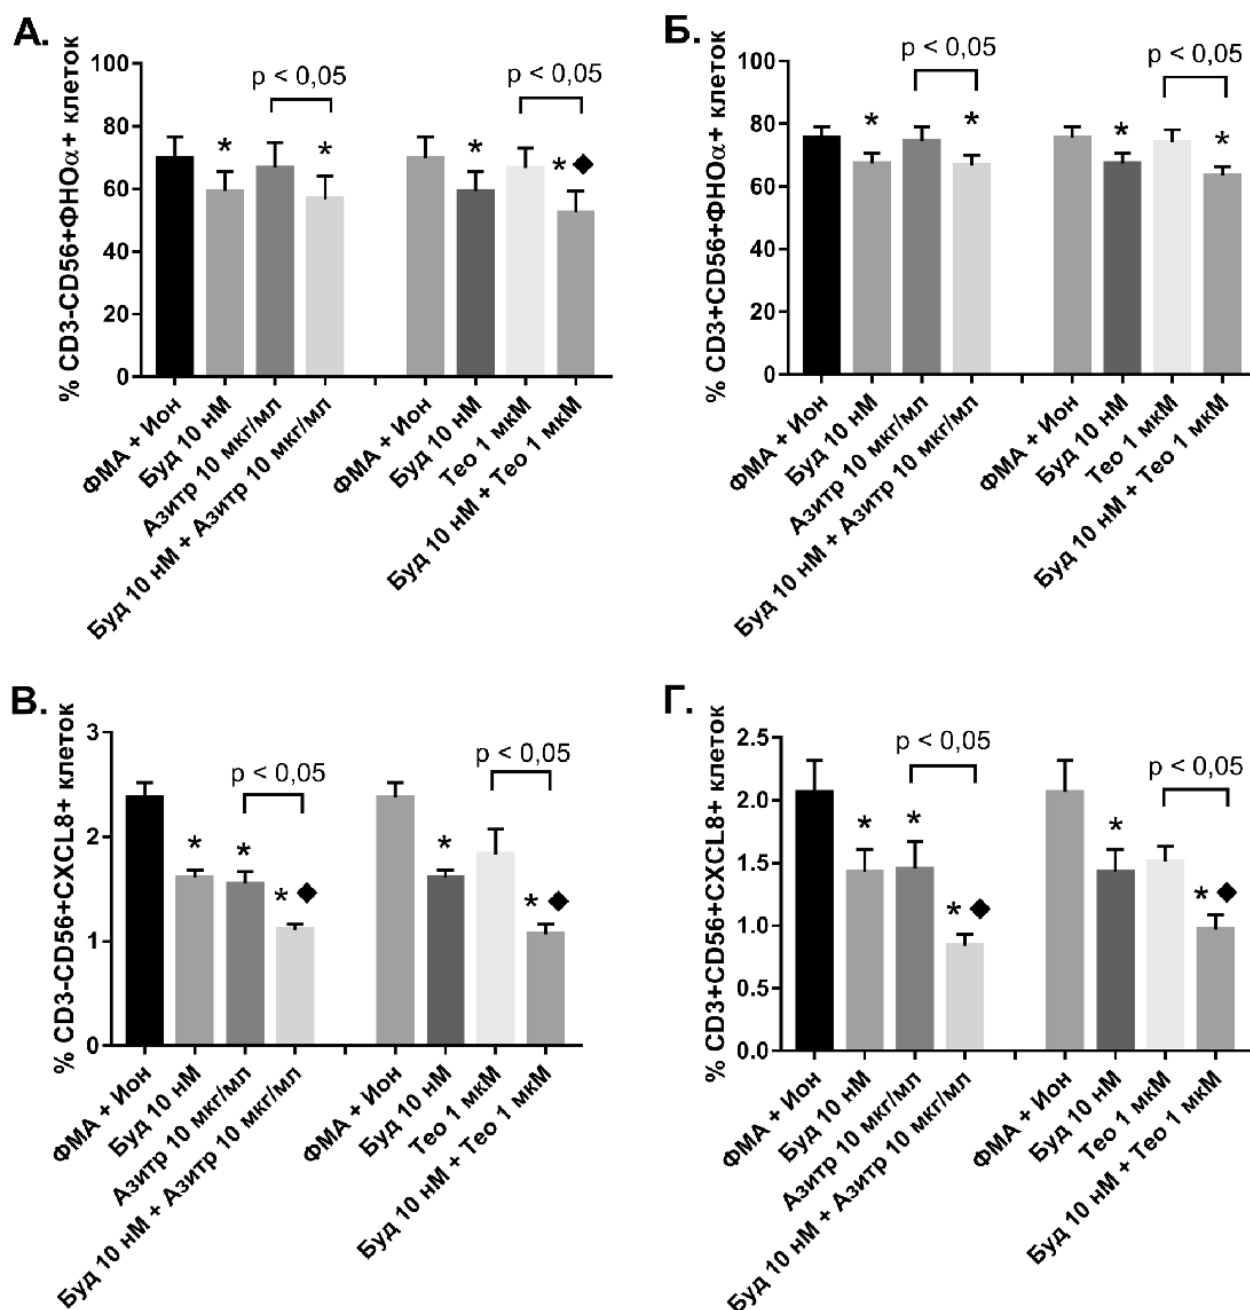 А.
% CD3-CD56+ФНОα+ клеток
p < 0,05
p < 0,05
100
80
60
40
20
0
* * * * ◆
ФМА + Ион
Буд 10 нМ
Азитр 10 мкг/мл
Буд 10 нМ + Азитр 10 мкг/мл
ФМА + Ион
Буд 10 нМ
Тео 1 мкМ
Буд 10 нМ + Тео 1 мкМ
Б.
% CD3+CD56+ФНОα+ клеток
p < 0,05
p < 0,05
100
80
60
40
20
0
* * * *
ФМА + Ион
Буд 10 нМ
Азитр 10 мкг/мл
Буд 10 нМ + Азитр 10 мкг/мл
ФМА + Ион
Буд 10 нМ
Тео 1 мкМ
Буд 10 нМ + Тео 1 мкМ
В.
% CD3-CD56+CXCL8+ клеток
p < 0,05
p < 0,05
3
2
1
0
* * * ◆ * * ◆
ФМА + Ион
Буд 10 нМ
Азитр 10 мкг/мл
Буд 10 нМ + Азитр 10 мкг/мл
ФМА + Ион
Буд 10 нМ
Тео 1 мкМ
Буд 10 нМ + Тео 1 мкМ
Г.
% CD3+CD56+CXCL8+ клеток
p < 0,05
p < 0,05
2.5
2.0
1.5
1.0
0.5
0.0
* * * ◆ * * ◆
ФМА + Ион
Буд 10 нМ
Азитр 10 мкг/мл
Буд 10 нМ + Азитр 10 мкг/мл
ФМА + Ион
Буд 10 нМ
Тео 1 мкМ
Буд 10 нМ + Тео 1 мкМ